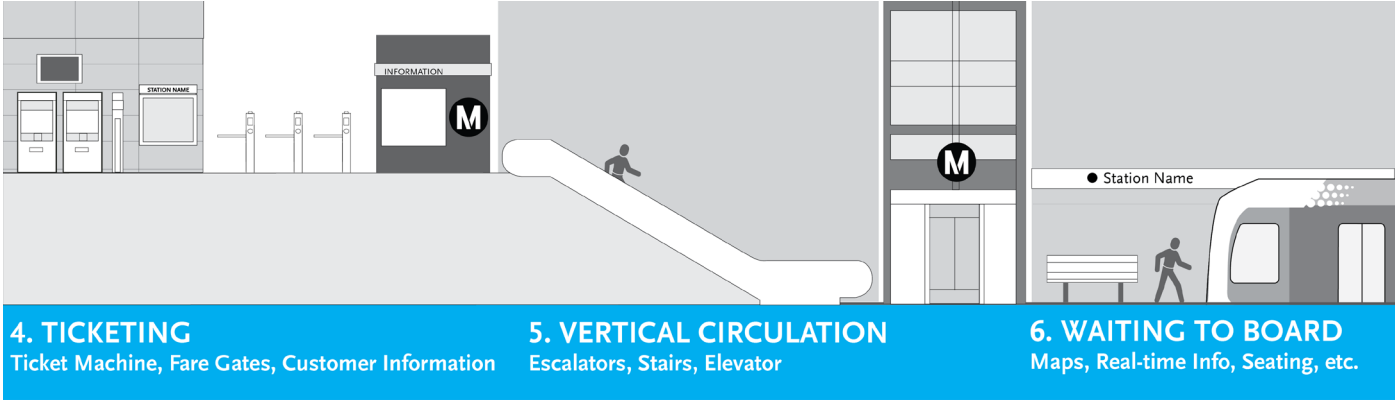 STATION NAME
INFORMATION
M
M
Station Name
4. TICKETING
Ticket Machine, Fare Gates, Customer Information
5. VERTICAL CIRCULATION
Escalators, Stairs, Elevator
6. WAITING TO BOARD
Maps, Real-time Info, Seating, etc.